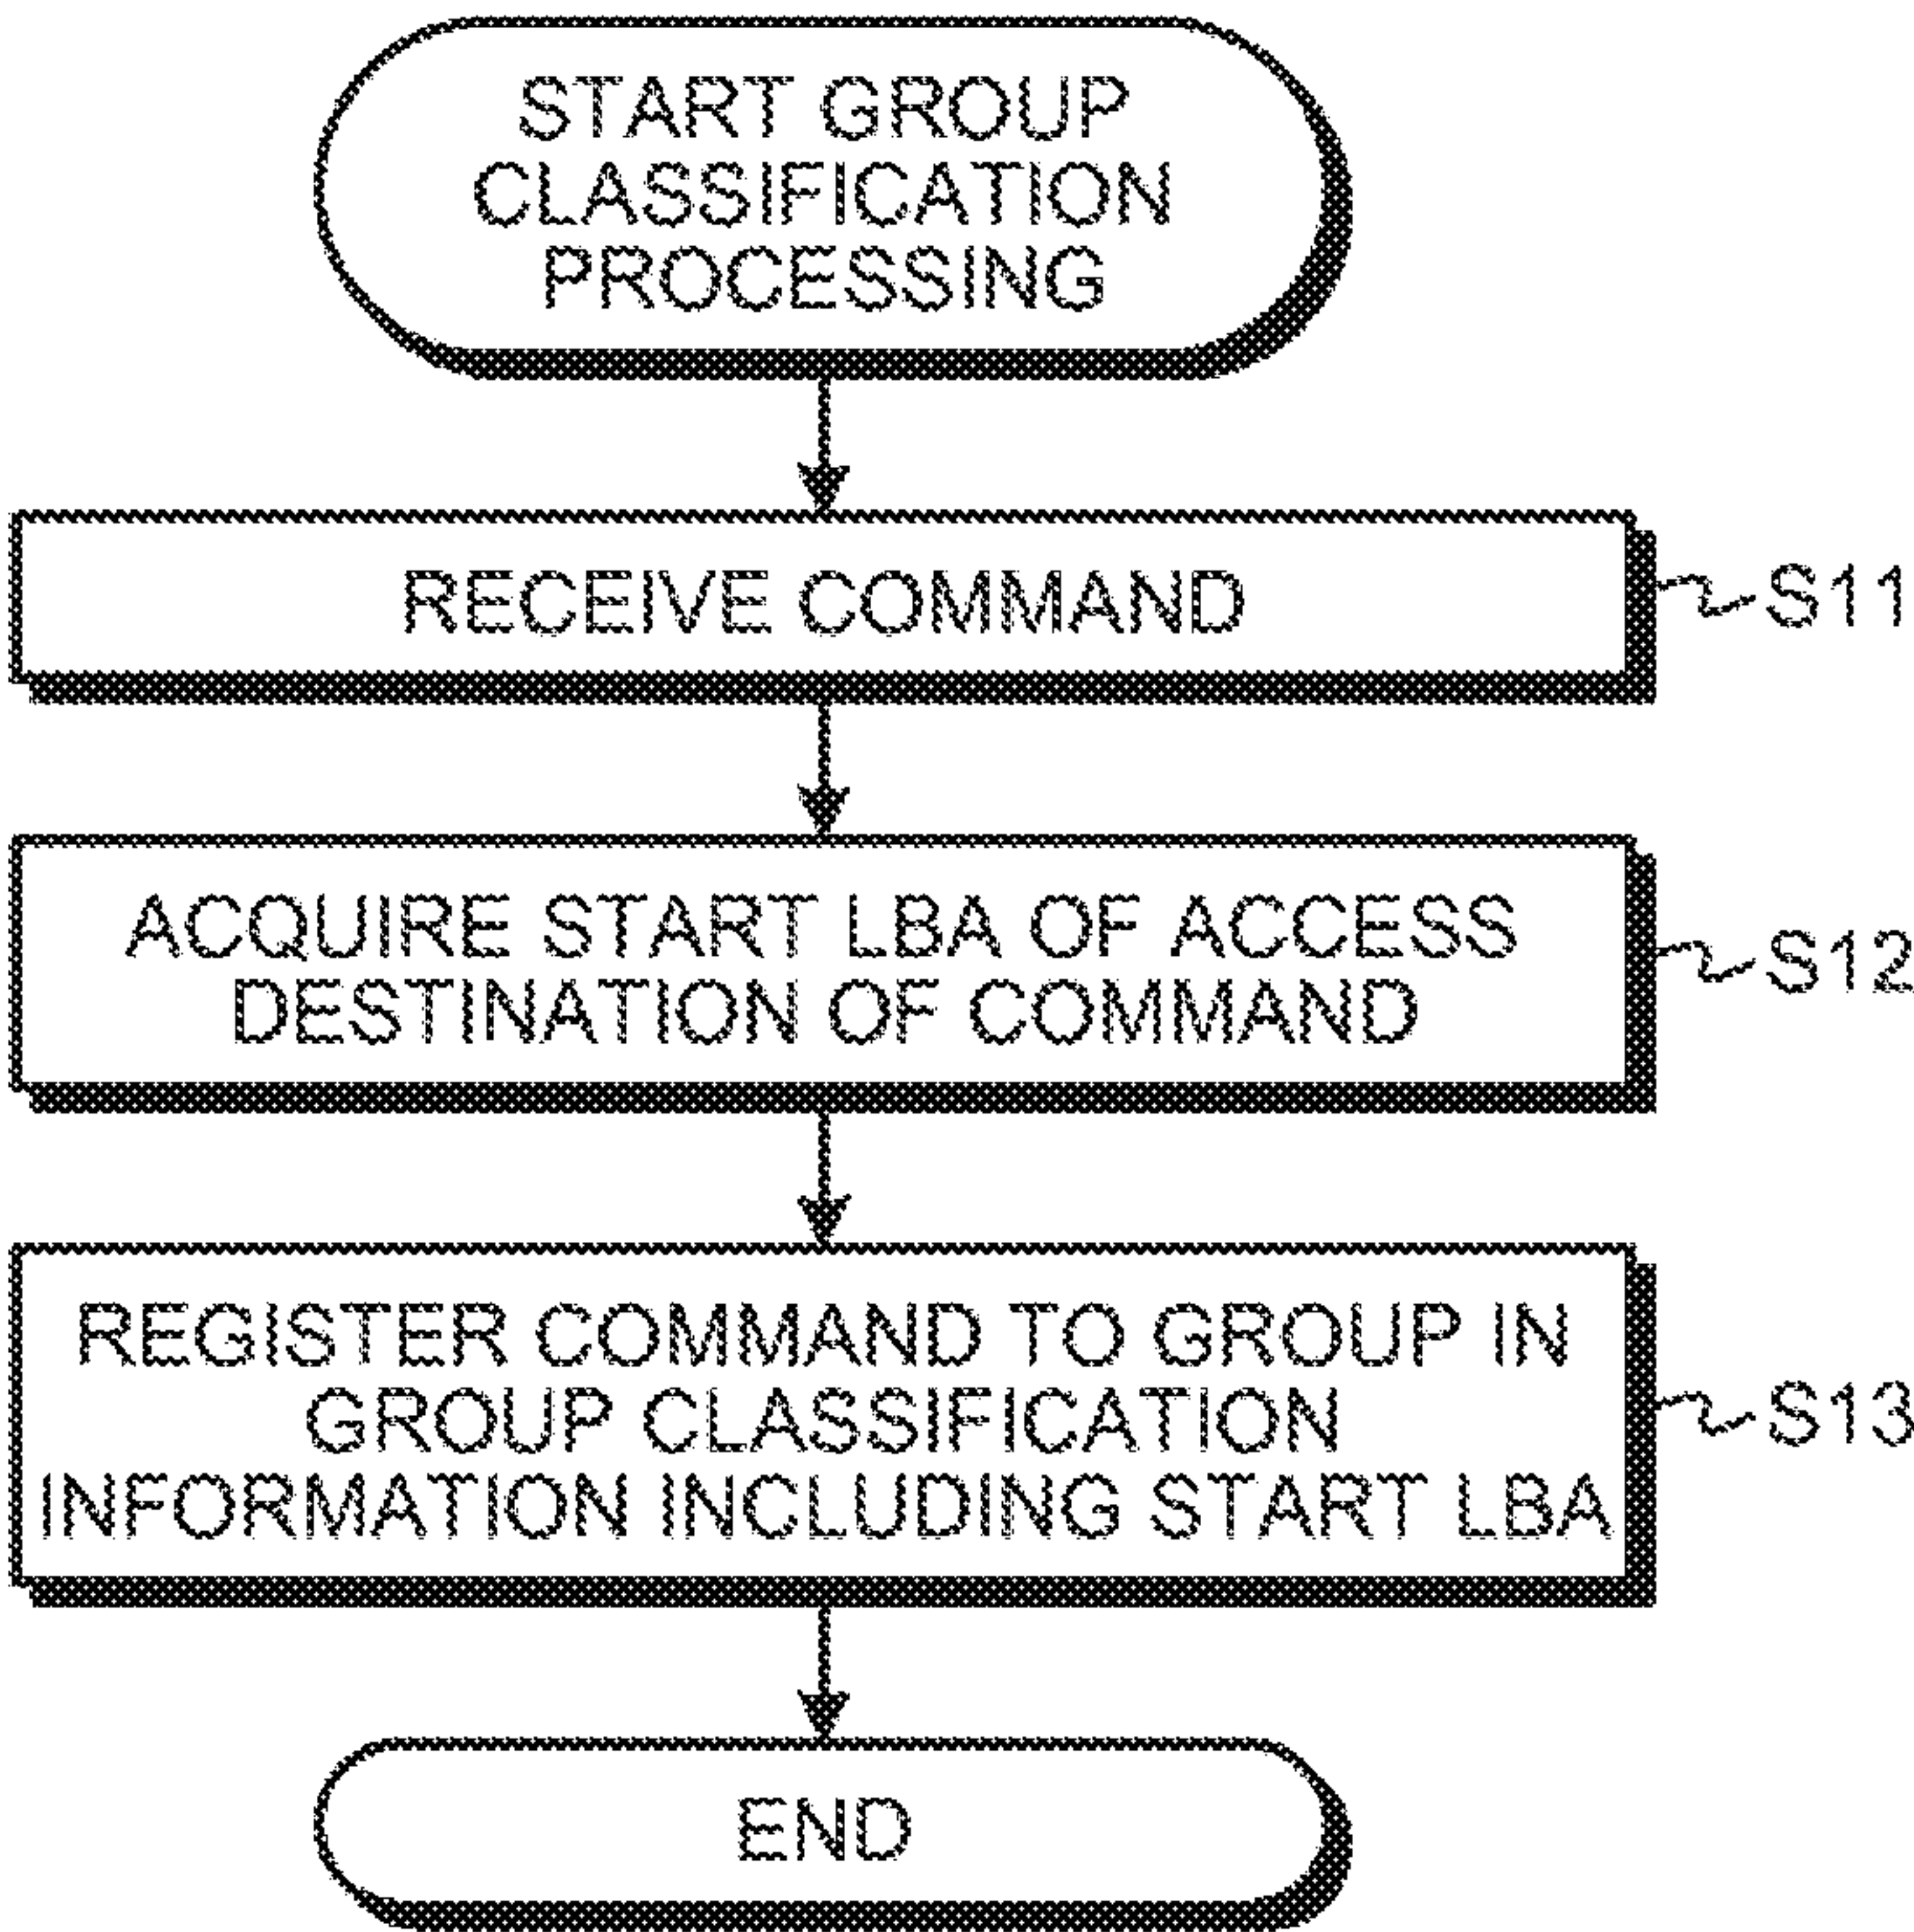 START GROUP
CLASSIFICATION
PROCESSING
RECEIVE COMMAND
S11
ACQUIRE START LBA OF ACCESS
DESTINATION OF COMMAND
S12
REGISTER COMMAND TO GROUP IN
GROUP CLASSIFICATION
INFORMATION INCLUDING START LBA
S13
END